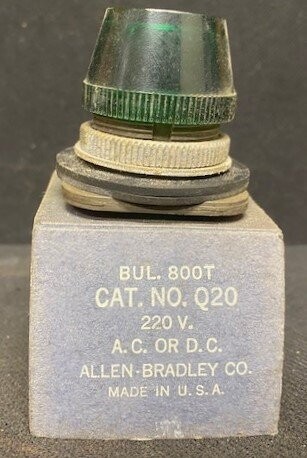 BUL. 800T
CAT. NO. Q20
220 V.
A.C. OR D.C.
ALLEN-BRADLEY CO.
MADE IN U.S.A.